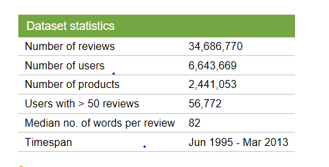 Dataset statistics
Number of reviews 34,686,770
Number of users 6,643,669
Number of products 2,441,053
Users with > 50 reviews 56,772
Median no. of words per review 82
Timespan Jun 1995 - Mar 2013